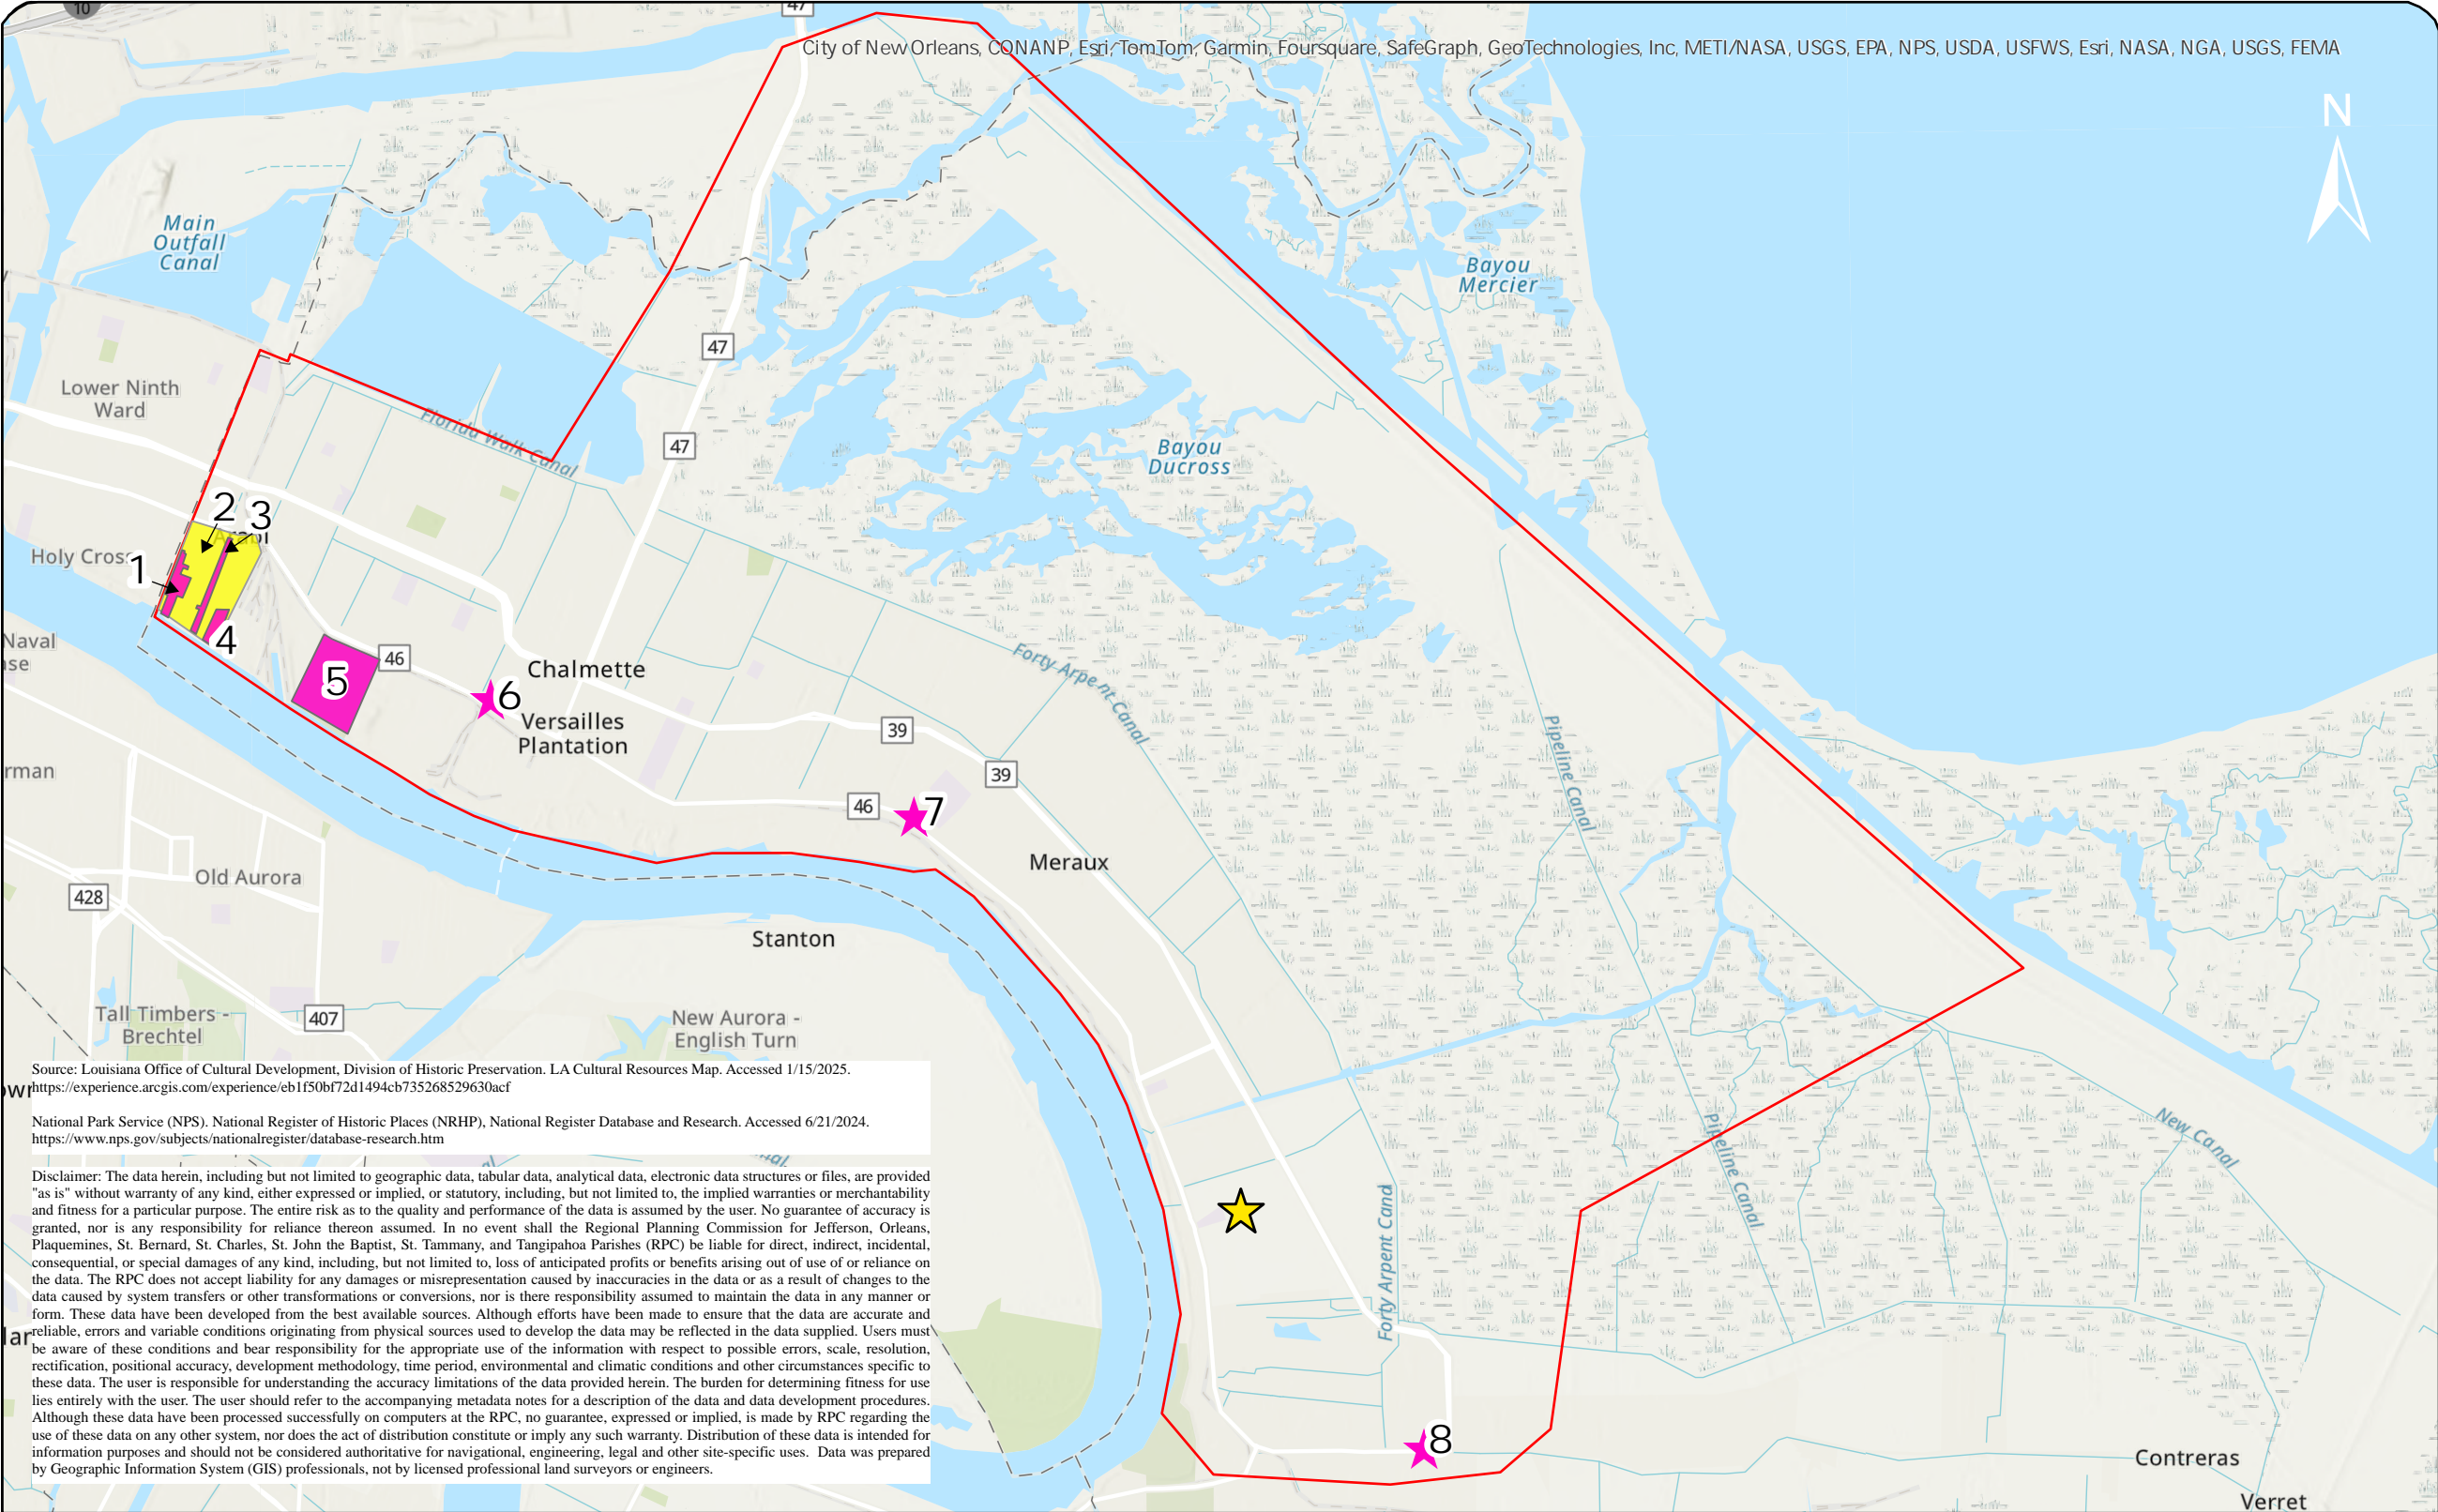 10
47
City of New Orleans, CONANP, Esri, TomTom, Garmin, Foursquare, SafeGraph, GeoTechnologies, Inc, METI/NASA, USGS, EPA, NPS, USDA, USFWS, Esri, NASA, NGA, USGS, FEMA
N
Main
Outfall
Canal
Bayou
Mercier
47
Lower Ninth
Ward
Florida Walk Canal
47
Bayou
Ducross
2
3
Arabi
Holy Cross
1
4
Naval
ase
5
46
Chalmette
6
Versailles
Plantation
Forty Arpent Canal
Pipeline Canal
39
39
rman
46
7
Meraux
Old Aurora
428
Stanton
Tall Timbers -
Brechtel
407
New Aurora -
English Turn
Source: Louisiana Office of Cultural Development, Division of Historic Preservation. LA Cultural Resources Map. Accessed 1/15/2025.
https://experience.arcgis.com/experience/eb1f50bf72d1494cb735268529630acf
National Park Service (NPS). National Register of Historic Places (NRHP), National Register Database and Research. Accessed 6/21/2024.
https://www.nps.gov/subjects/nationalregister/database-research.htm
Disclaimer: The data herein, including but not limited to geographic data, tabular data, analytical data, electronic data structures or files, are provided
"as is" without warranty of any kind, either expressed or implied, or statutory, including, but not limited to, the implied warranties or merchantability
and fitness for a particular purpose. The entire risk as to the quality and performance of the data is assumed by the user. No guarantee of accuracy is
granted, nor is any responsibility for reliance thereon assumed. In no event shall the Regional Planning Commission for Jefferson, Orleans,
Plaquemines, St. Bernard, St. Charles, St. John the Baptist, St. Tammany, and Tangipahoa Parishes (RPC) be liable for direct, indirect, incidental,
consequential, or special damages of any kind, including, but not limited to, loss of anticipated profits or benefits arising out of use of or reliance on
the data. The RPC does not accept liability for any damages or misrepresentation caused by inaccuracies in the data or as a result of changes to the
data caused by system transfers or other transformations or conversions, nor is there responsibility assumed to maintain the data in any manner or
form. These data have been developed from the best available sources. Although efforts have been made to ensure that the data are accurate and
reliable, errors and variable conditions originating from physical sources used to develop the data may be reflected in the data supplied. Users must
be aware of these conditions and bear responsibility for the appropriate use of the information with respect to possible errors, scale, resolution,
rectification, positional accuracy, development methodology, time period, environmental and climatic conditions and other circumstances specific to
these data. The user is responsible for understanding the accuracy limitations of the data provided herein. The burden for determining fitness for use
lies entirely with the user. The user should refer to the accompanying metadata notes for a description of the data and data development procedures.
Although these data have been processed successfully on computers at the RPC, no guarantee, expressed or implied, is made by RPC regarding the
use of these data on any other system, nor does the act of distribution constitute or imply any such warranty. Distribution of these data is intended for
information purposes and should not be considered authoritative for navigational, engineering, legal and other site-specific uses. Data was prepared
by Geographic Information System (GIS) professionals, not by licensed professional land surveyors or engineers.
Pipeline Canal
New Canal
Forty Arpent Canal
8
Contreras
Verret